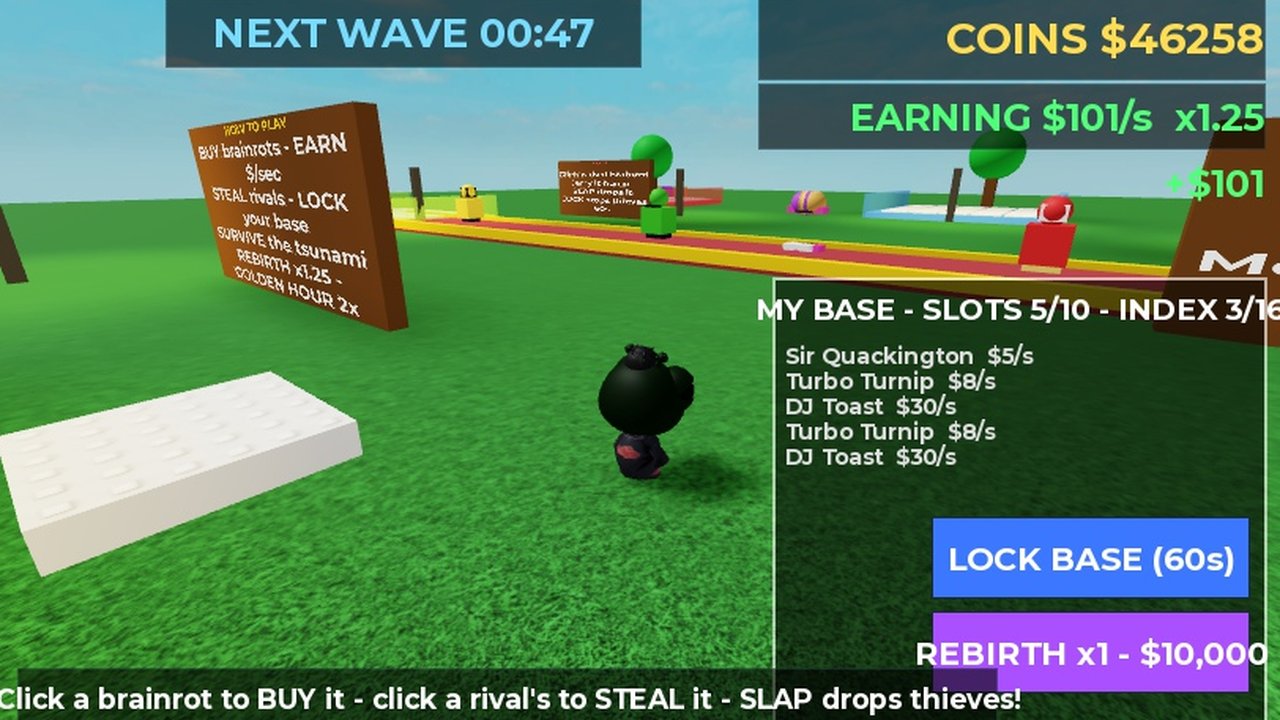 NEXT WAVE 00:47
COINS $46258
EARNING $101/s x1.25
+$101
HOW TO PLAY
BUY brainrots - EARN
$/sec
STEAL rivals - LOCK
your base
SURVIVE the tsunami
REBIRTH x1.25 -
GOLDEN HOUR 2x
MY BASE - SLOTS 5/10 - INDEX 3/16
Sir Quackington $5/s
Turbo Turnip $8/s
DJ Toast $30/s
Turbo Turnip $8/s
DJ Toast $30/s
LOCK BASE (60s)
REBIRTH x1 - $10,000
Click a brainrot to BUY it - click a rival's to STEAL it - SLAP drops thieves!